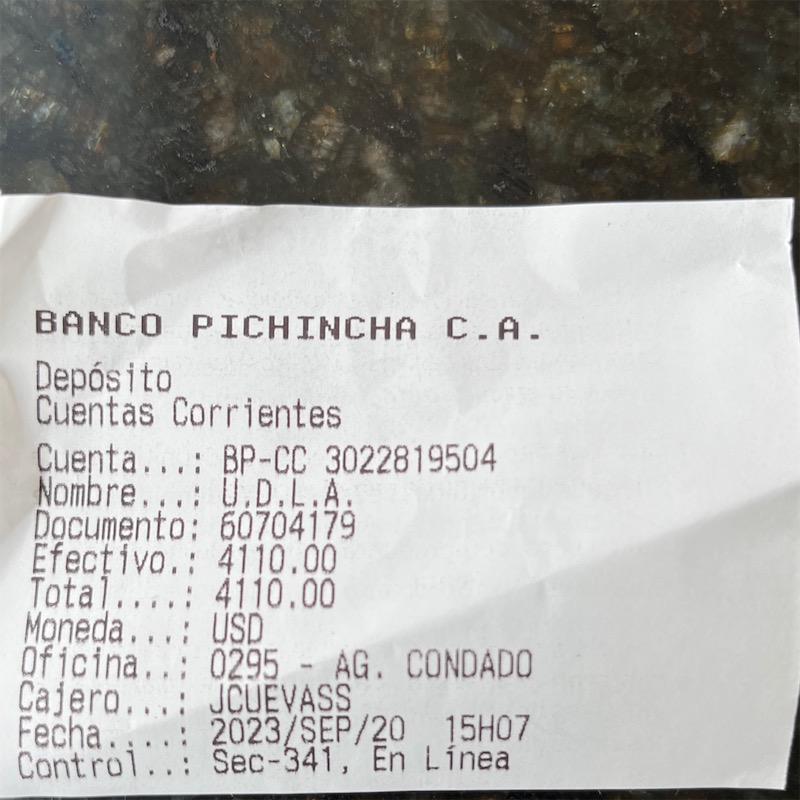 BANCO PICHINCHA C.A.
Depósito
Cuentas Corrientes
Cuenta...: BP-CC 3022819504
Nombre...: U.D.L.A.
Documento: 60704179
Efectivo.: 4110.00
Total....: 4110.00
Moneda...: USD
Oficina..: 0295 - AG. CONDADO
Cajero...: JCUEVASS
Fecha....: 2023/SEP/20 15H07
Control..: Sec-341, En Línea